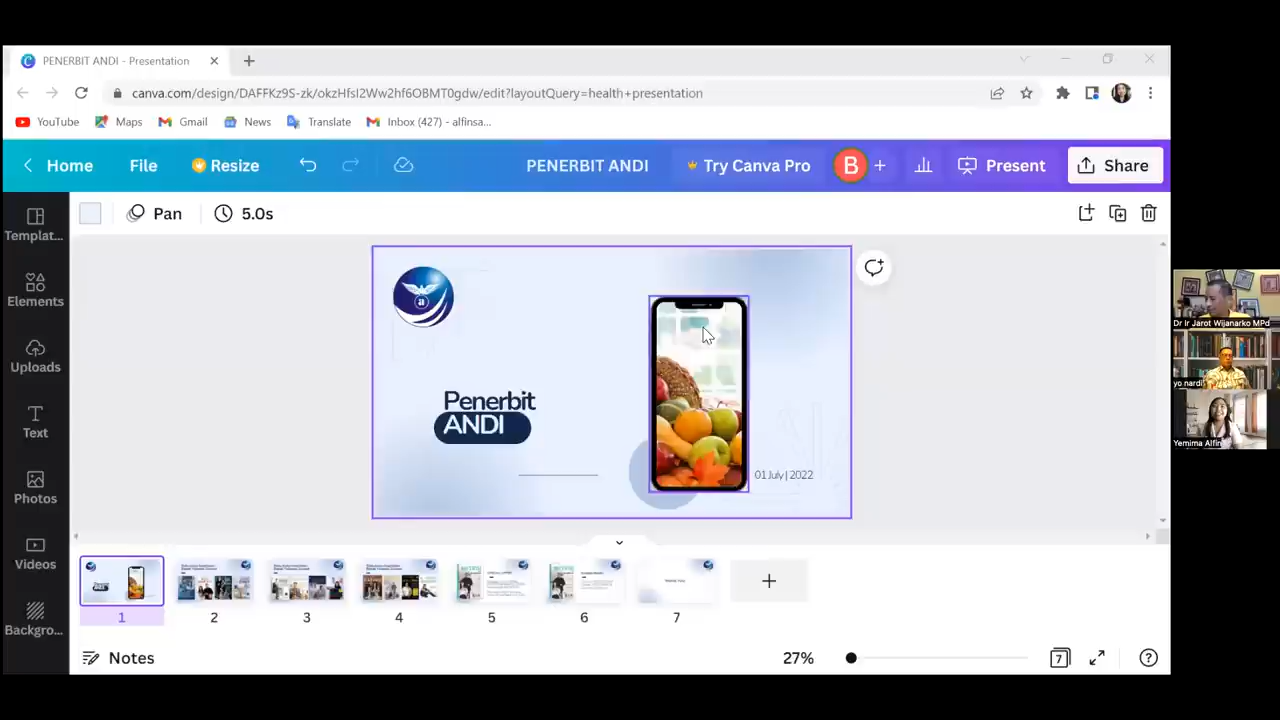 PENERBIT ANDI - Presentation
canva.com/design/DAFFKz9S-zk/okzHfsI2Ww2hf6OBMT0gdw/edit?layoutQuery=health+presentation
YouTube
Maps
Gmail
News
Translate
Inbox (427) - alfinsa...
Home
File
Resize
PENERBIT ANDI
Try Canva Pro
B
Present
Share
Templat...
Pan
5.0s
Elements
Uploads
Text
Photos
Videos
Backgro...
a
Penerbit
ANDI
01 July | 2022
Dr Ir Jarot Wijanarko MPd
yo nardi
Yemima Alfin
1
2
3
4
5
6
7
Notes
27%
7